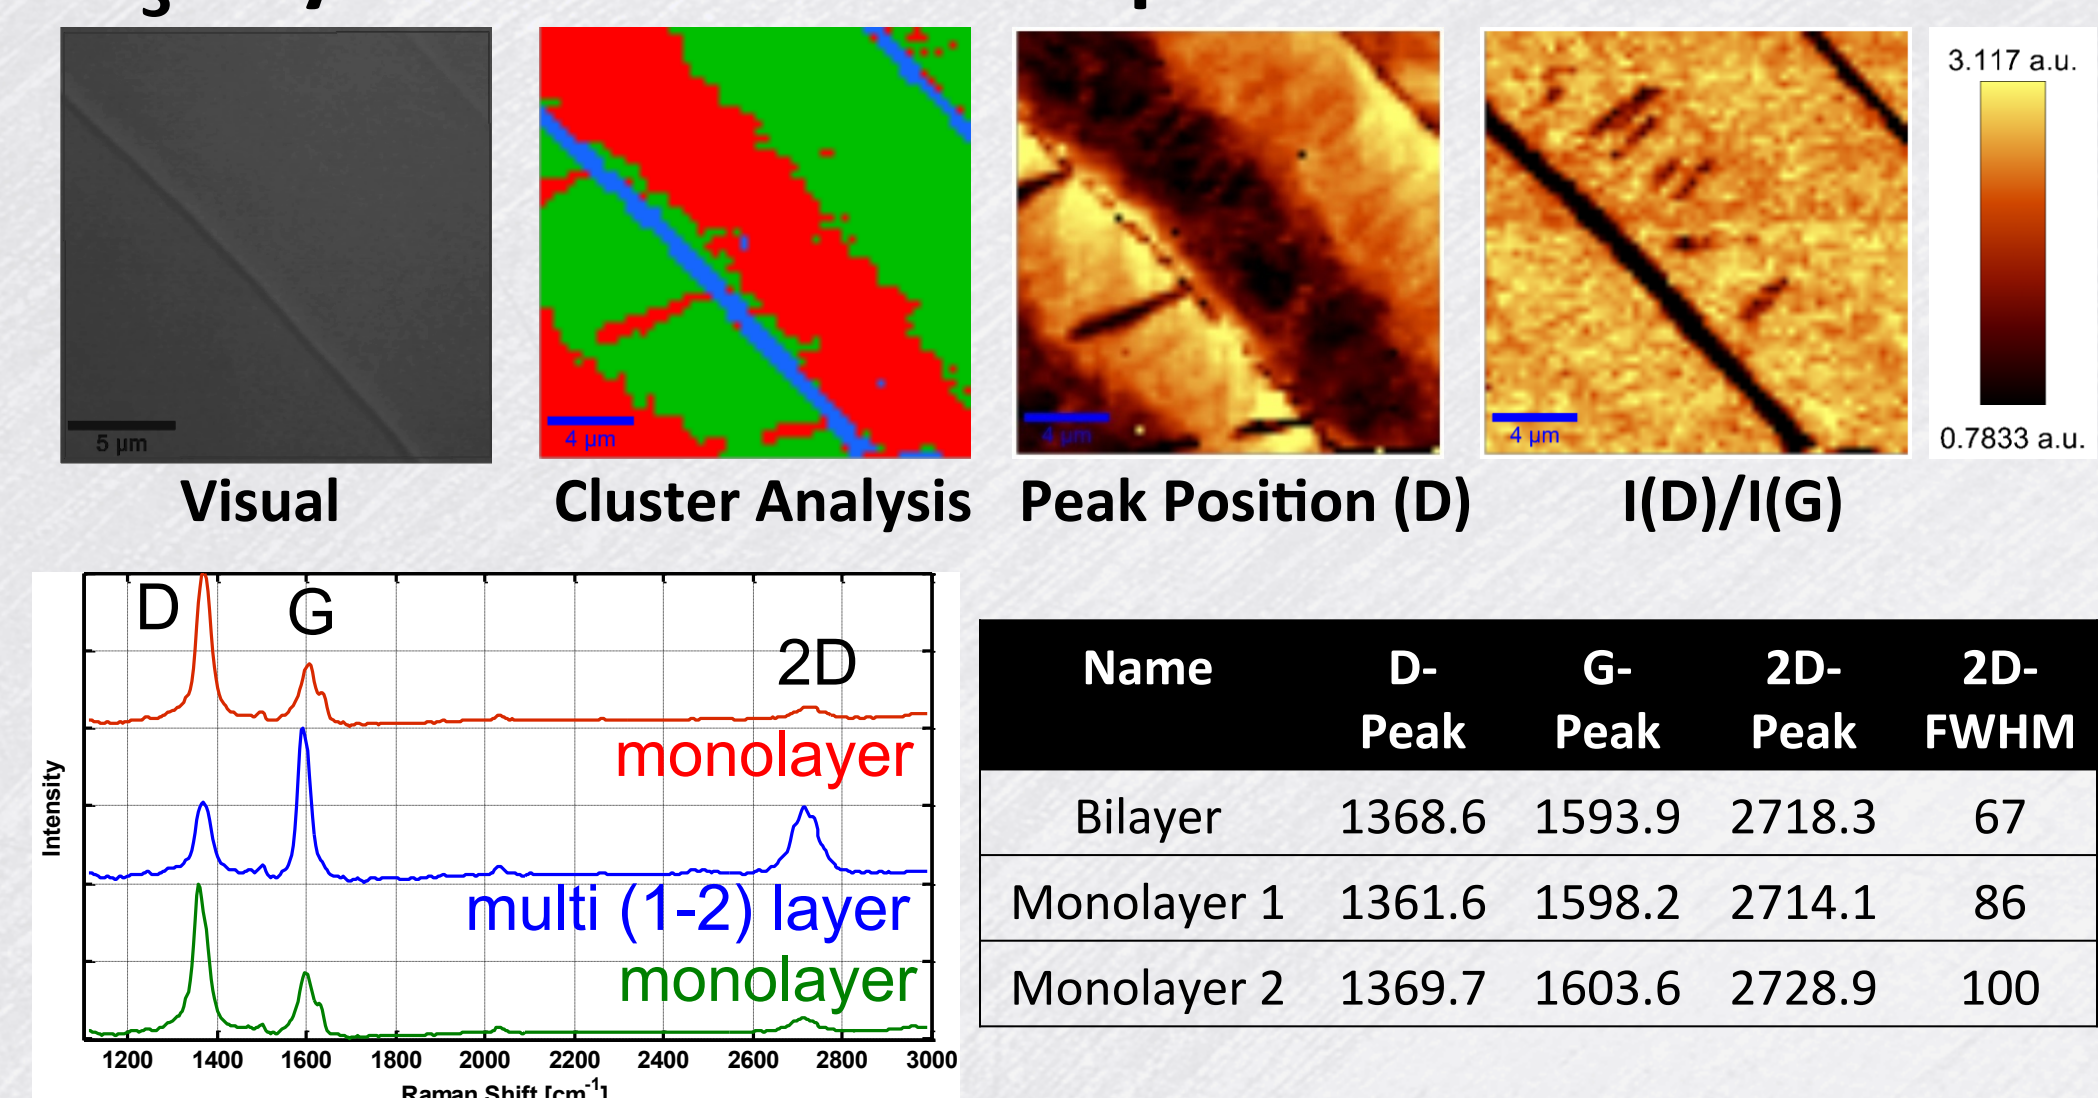 5 µm
4 µm
4 µm
4 µm
3.117 a.u.
0.7833 a.u.
Visual
Cluster Analysis
Peak Position (D)
I(D)/I(G)
D
G
2D
monolayer
multi (1-2) layer
monolayer
Intensity
1200 1400 1600 1800 2000 2200 2400 2600 2800 3000
Raman Shift [cm⁻¹]
Name D-Peak G-Peak 2D-Peak 2D-FWHM
Bilayer 1368.6 1593.9 2718.3 67
Monolayer 1 1361.6 1598.2 2714.1 86
Monolayer 2 1369.7 1603.6 2728.9 100